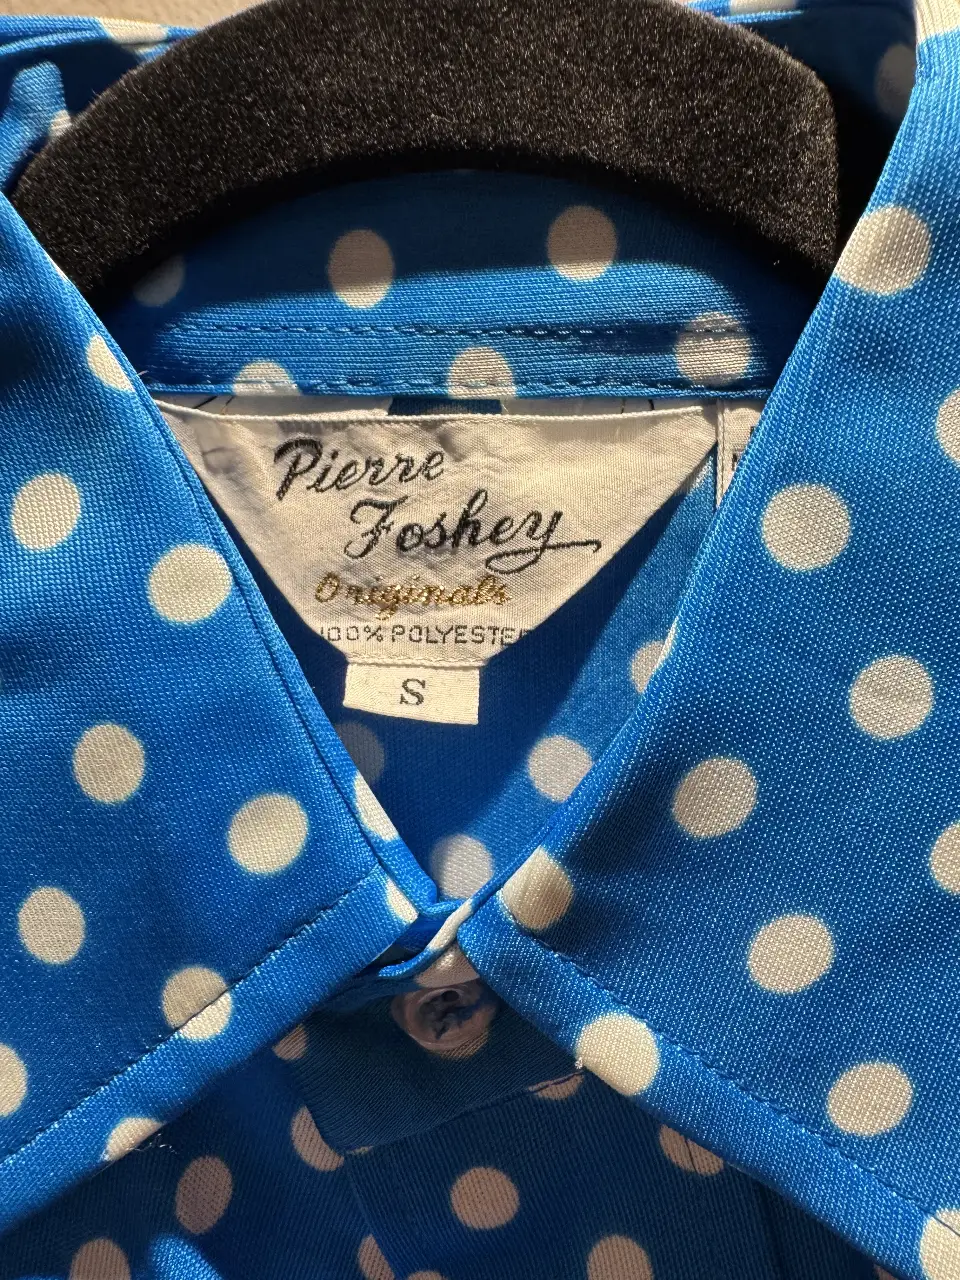 Pierre
Foshey
Originals
100% POLYESTER
S